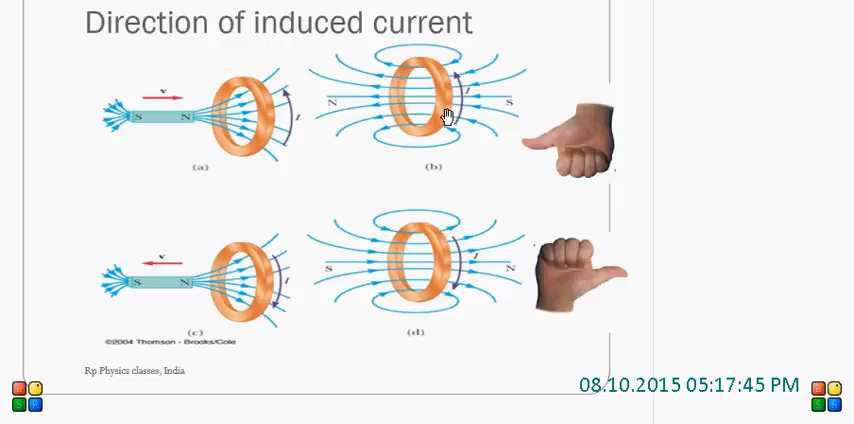 Direction of induced current
v
S N
I
(a)
N
I
S
(b)
v
S N
I
(c)
S
I
N
(d)
©2004 Thomson - Brooks/Cole
Rp Physics classes, India
08.10.2015 05:17:45 PM
B
S R
B
S R